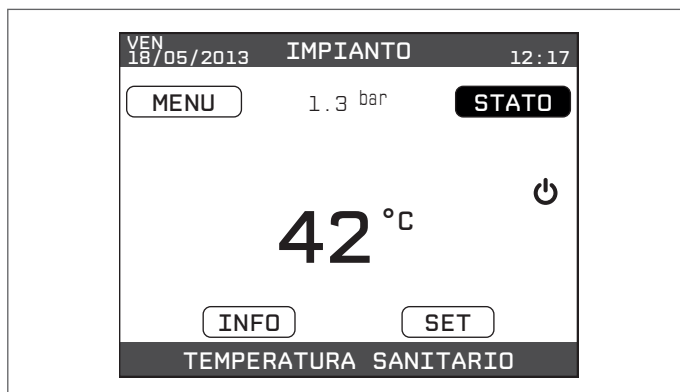 VEN
18/05/2013 IMPIANTO 12:17
MENU 1.3 bar STATO
42 °C
INFO SET
TEMPERATURA SANITARIO